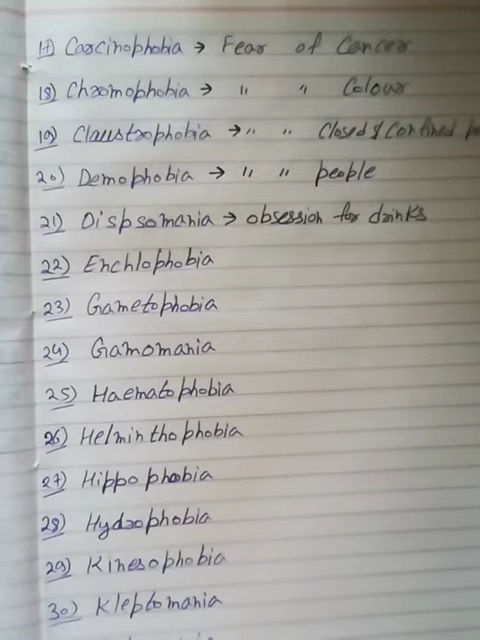 17) Carcinophobia → Fear of Cancer
18) Chromophobia → " " Colour
19) Claustrophobia → " " Closed & Confined
20) Demophobia → " " people
21) Dispsomania → obsession for drinks
22) Enchlophobia
23) Gametophobia
24) Gamomania
25) Haematophobia
26) Helminthophobia
27) Hippophobia
28) Hydrophobia
29) Kinesophobia
30) Kleptomania